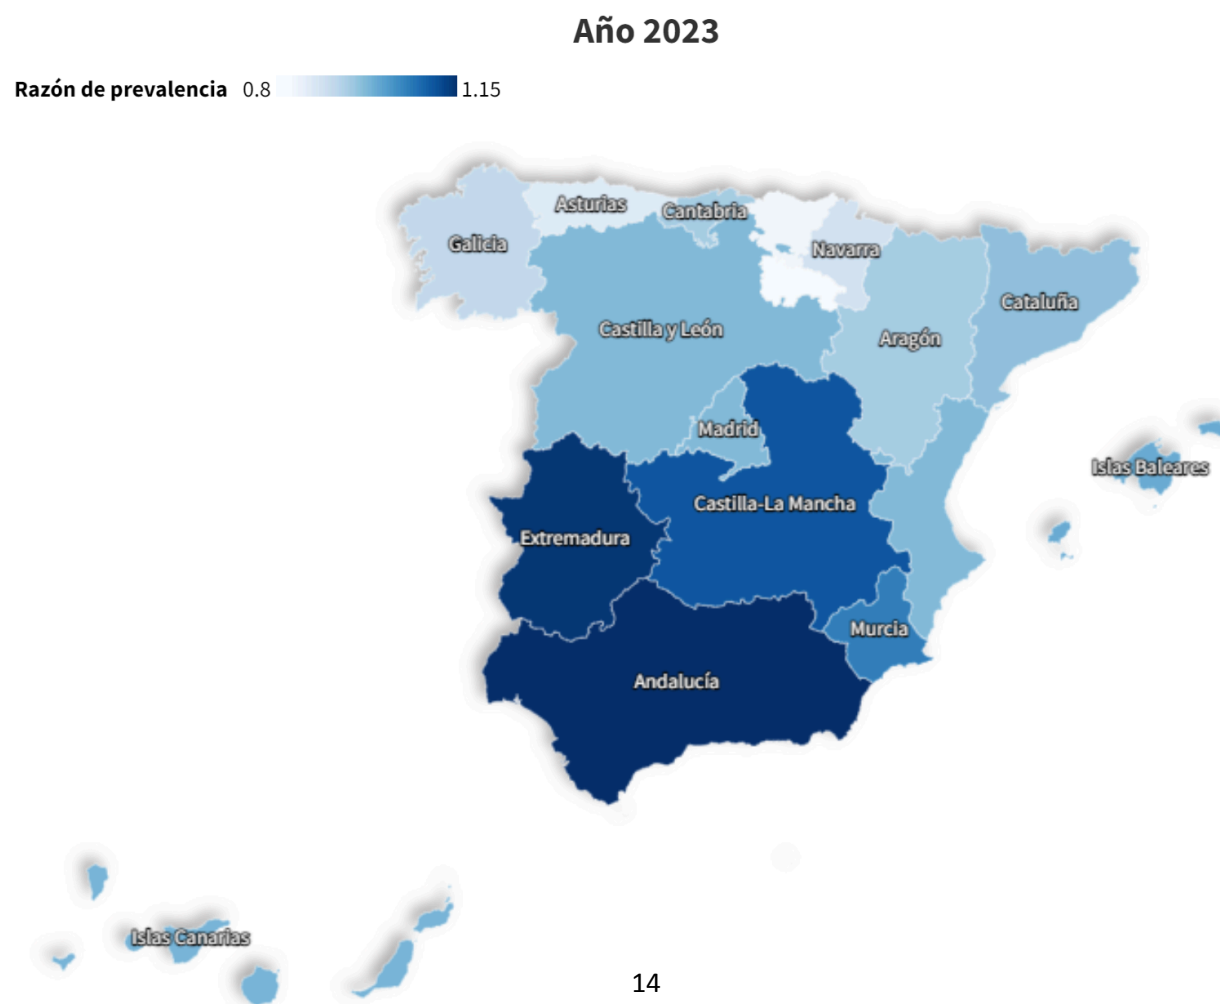 Año 2023
Razón de prevalencia 0.8 1.15
Asturias
Cantabria
Galicia
Navarra
Cataluña
Castilla y León
Aragón
Madrid
Islas Baleares
Castilla-La Mancha
Extremadura
Murcia
Andalucía
Islas Canarias
14